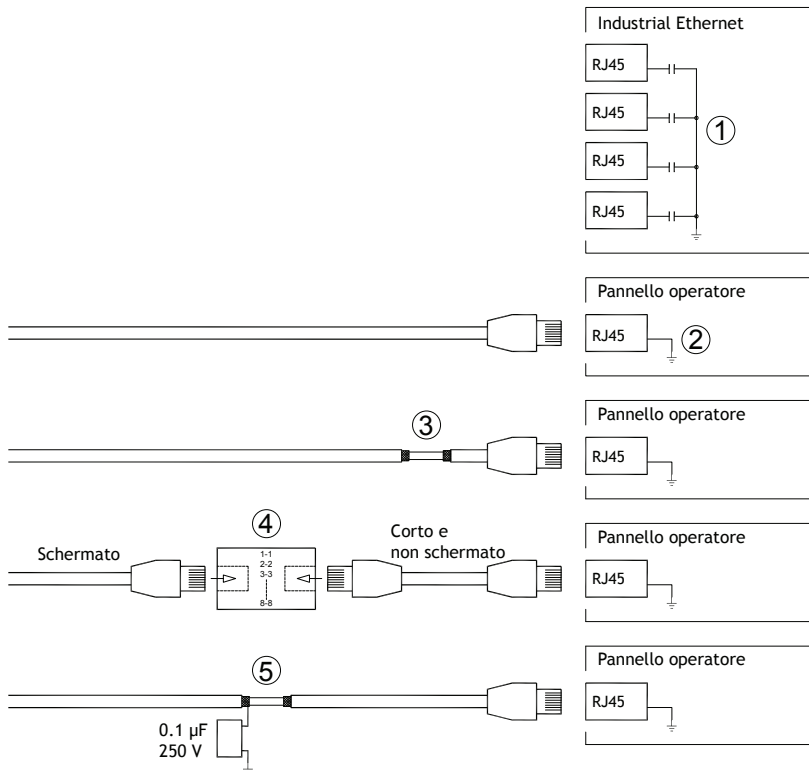 Industrial Ethernet
RJ45
RJ45
①
RJ45
RJ45
Pannello operatore
RJ45
②
Pannello operatore
③
RJ45
Pannello operatore
④
Corto e
non schermato
Schermato
1-1
2-2
3-3
8-8
RJ45
Pannello operatore
⑤
RJ45
0.1 µF
250 V